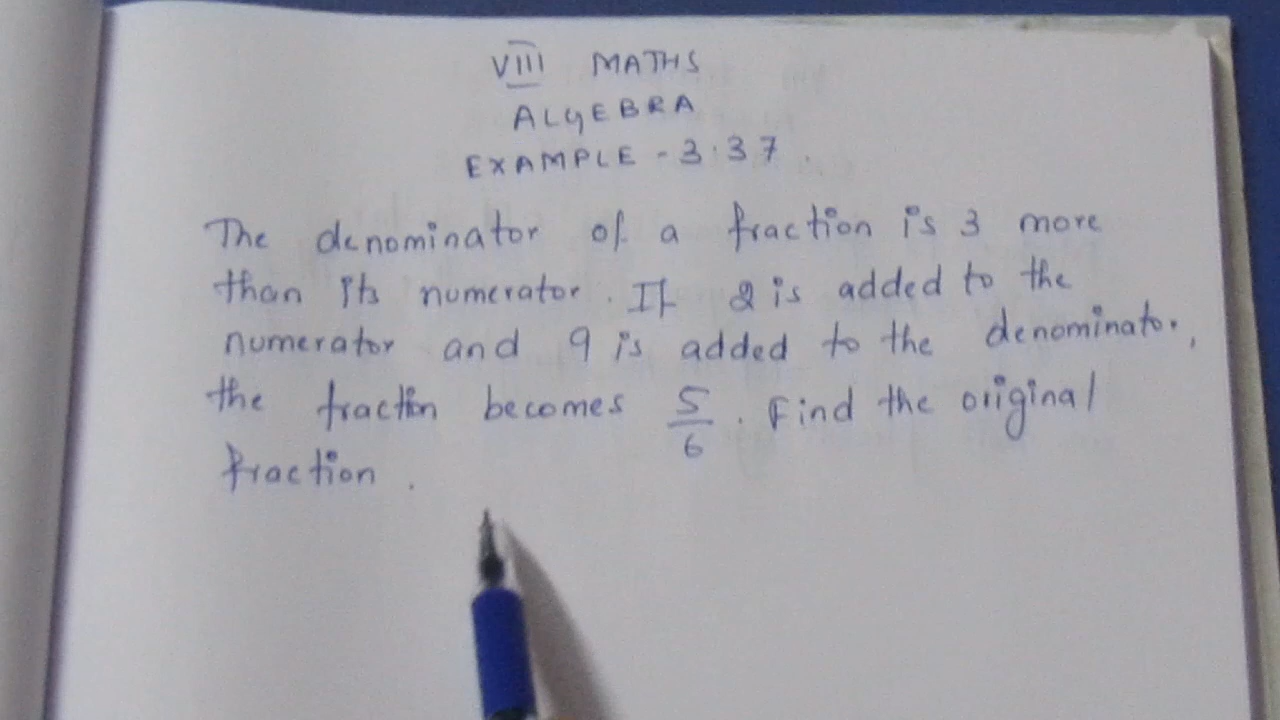 VIII MATHS
ALGEBRA
EXAMPLE - 3.37.
The denominator of a fraction is 3 more
than its numerator. If 2 is added to the
numerator and 9 is added to the denominator,
the fraction becomes 5/6. Find the original
fraction.